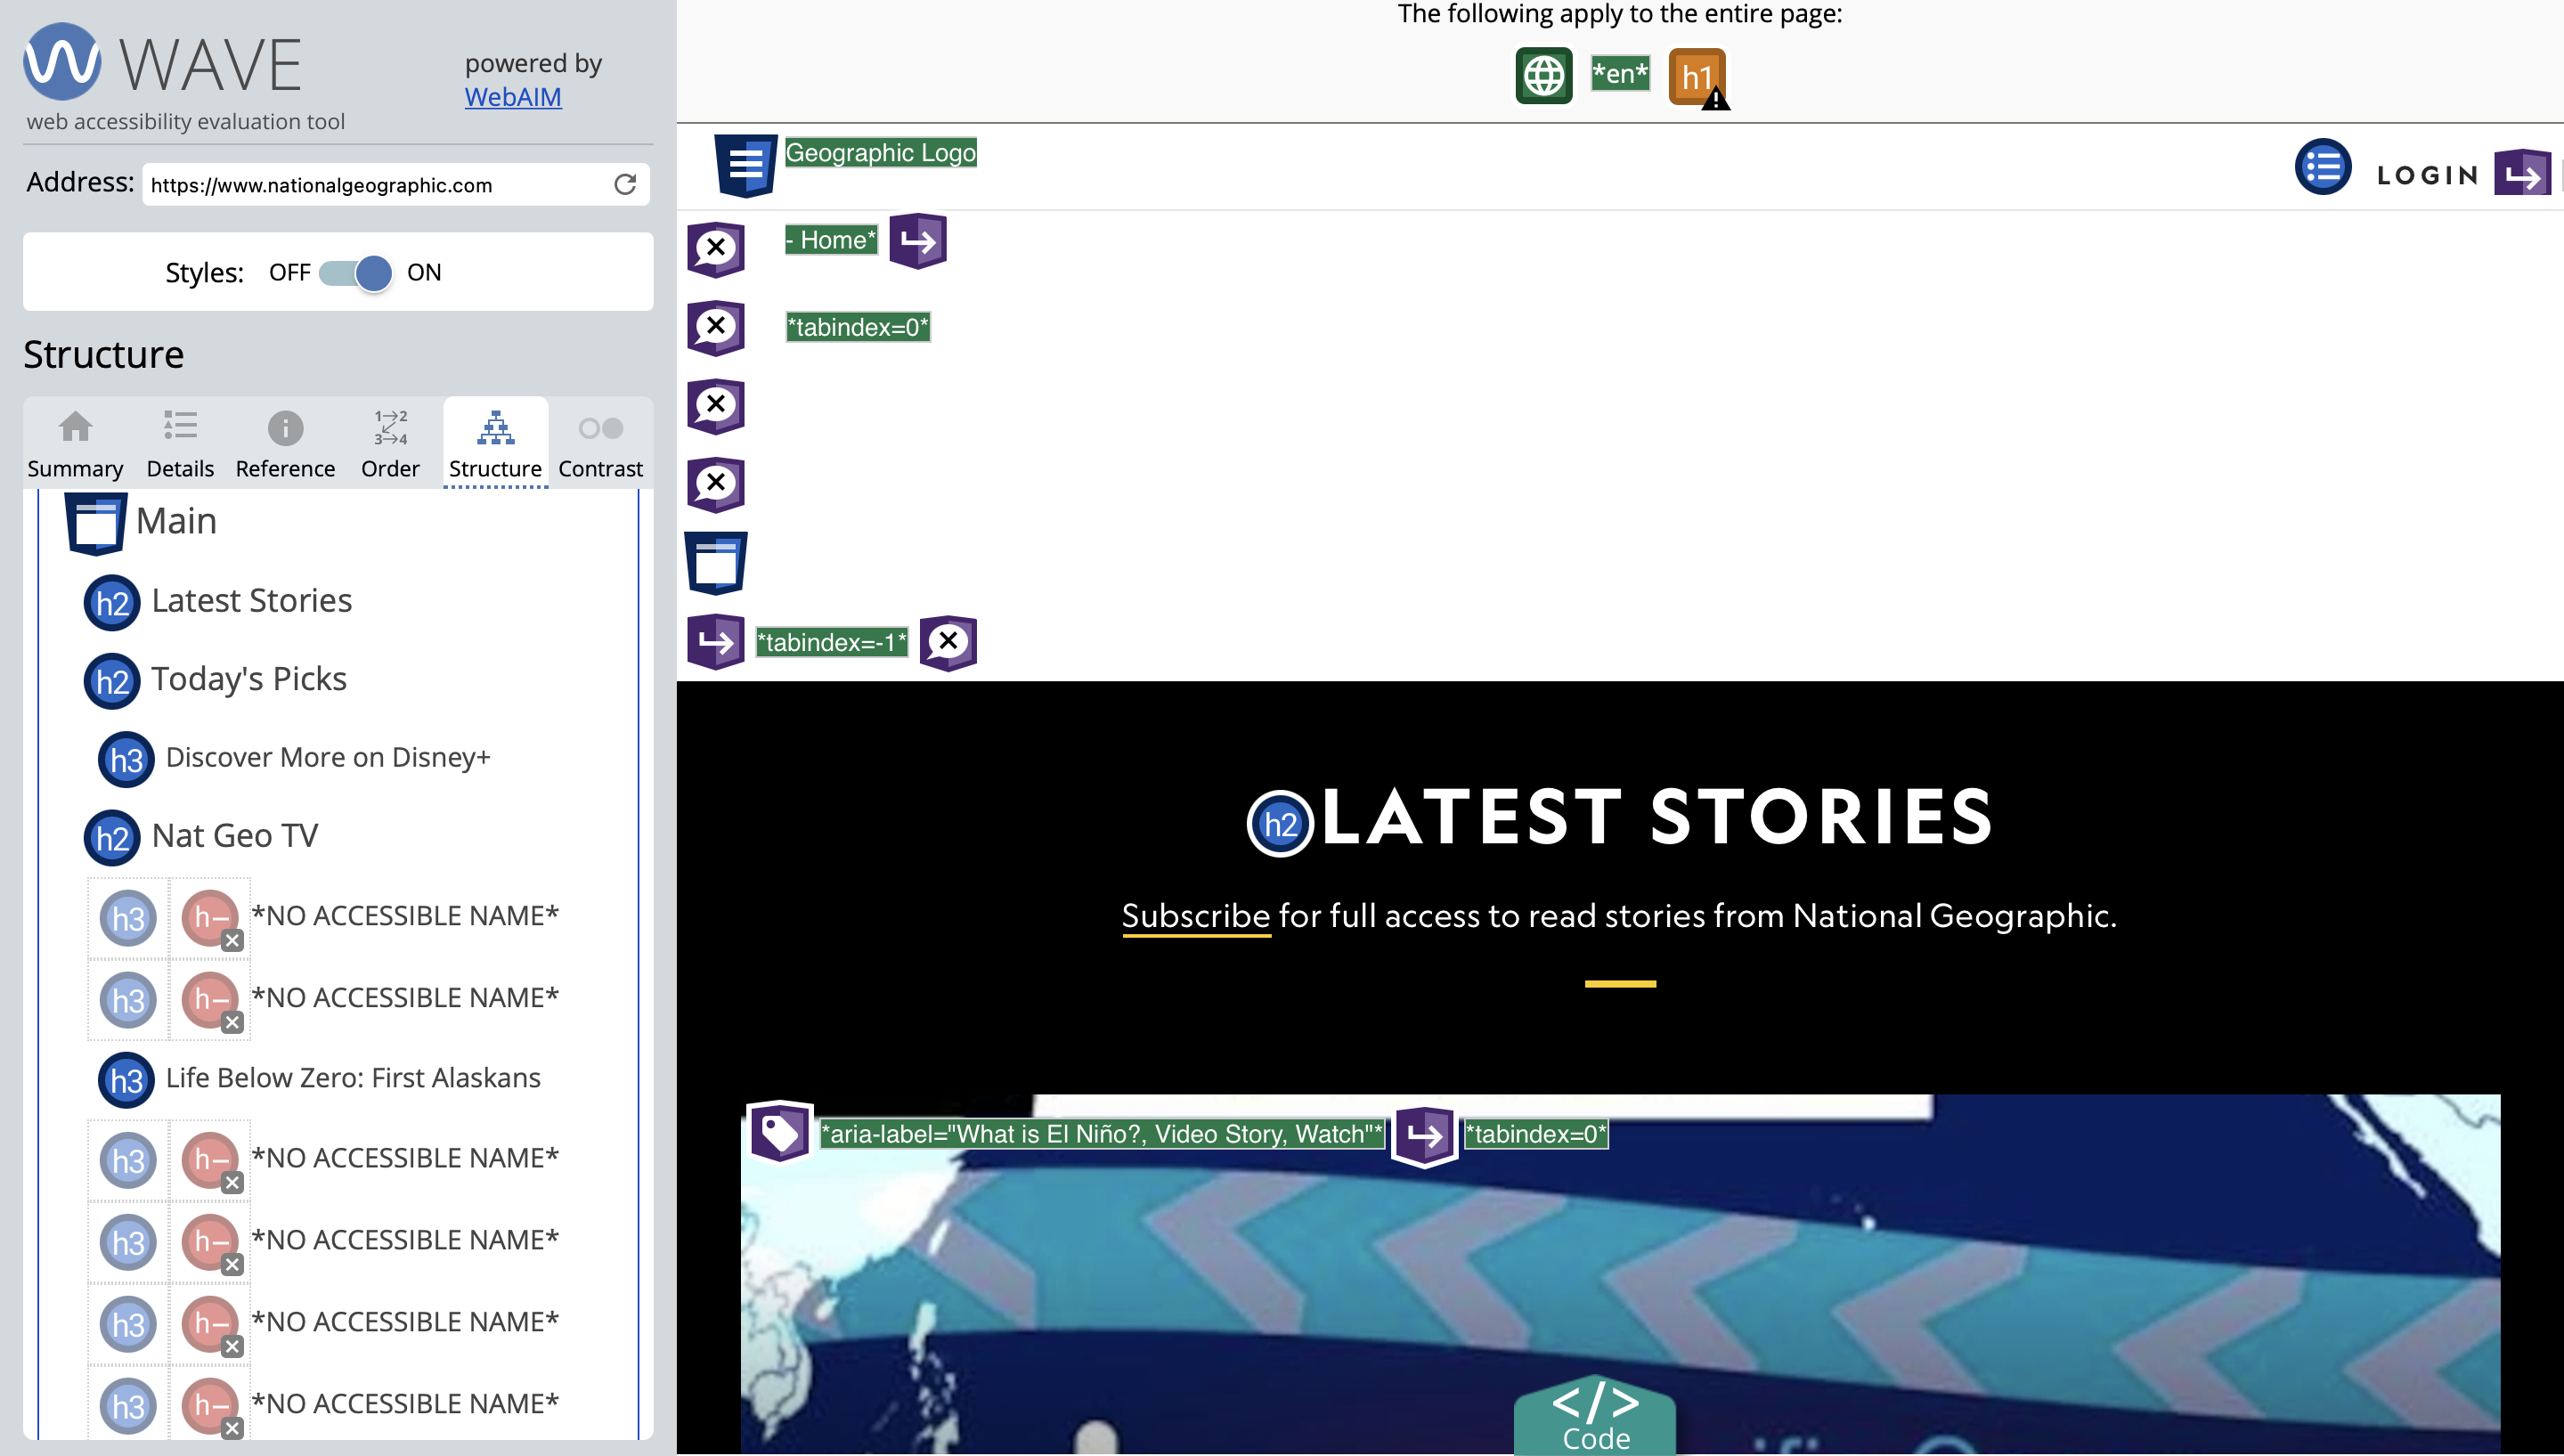 WAVE
powered by
WebAIM
web accessibility evaluation tool
Address: https://www.nationalgeographic.com
Styles: OFF ON
Structure
1→2
3→4
Summary Details Reference Order Structure Contrast
Main
h2 Latest Stories
h2 Today's Picks
h3 Discover More on Disney+
h2 Nat Geo TV
h3 h- *NO ACCESSIBLE NAME*
h3 h- *NO ACCESSIBLE NAME*
h3 Life Below Zero: First Alaskans
h3 h- *NO ACCESSIBLE NAME*
h3 h- *NO ACCESSIBLE NAME*
h3 h- *NO ACCESSIBLE NAME*
h3 h- *NO ACCESSIBLE NAME*
The following apply to the entire page:
*en* h1
Geographic Logo
LOGIN
- Home*
*tabindex=0*
*tabindex=-1*
h2 LATEST STORIES
Subscribe for full access to read stories from National Geographic.
*aria-label="What is El Niño?, Video Story, Watch"* *tabindex=0*
</>
Code